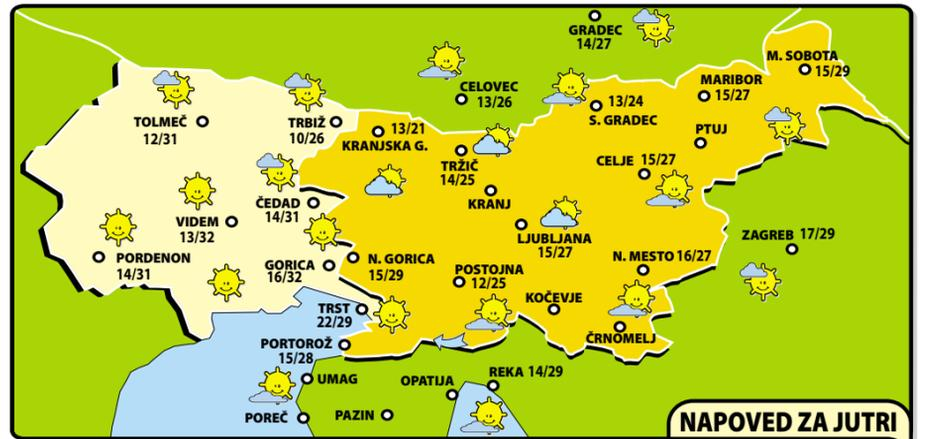 GRADEC
14/27
M. SOBOTA
15/29
CELOVEC
13/26
MARIBOR
15/27
13/24
S. GRADEC
TOLMEČ
12/31
TRBIŽ
10/26
13/21
KRANJSKA G.
PTUJ
TRŽIČ
14/25
CELJE 15/27
ČEDAD
14/31
KRANJ
VIDEM
13/32
LJUBLJANA
15/27
ZAGREB 17/29
PORDENON
14/31
GORICA
16/32
N. GORICA
15/29
N. MESTO 16/27
POSTOJNA
12/25
KOČEVJE
TRST
22/29
ČRNOMELJ
PORTOROŽ
15/28
UMAG
OPATIJA
REKA 14/29
POREČ
PAZIN
NAPOVED ZA JUTRI